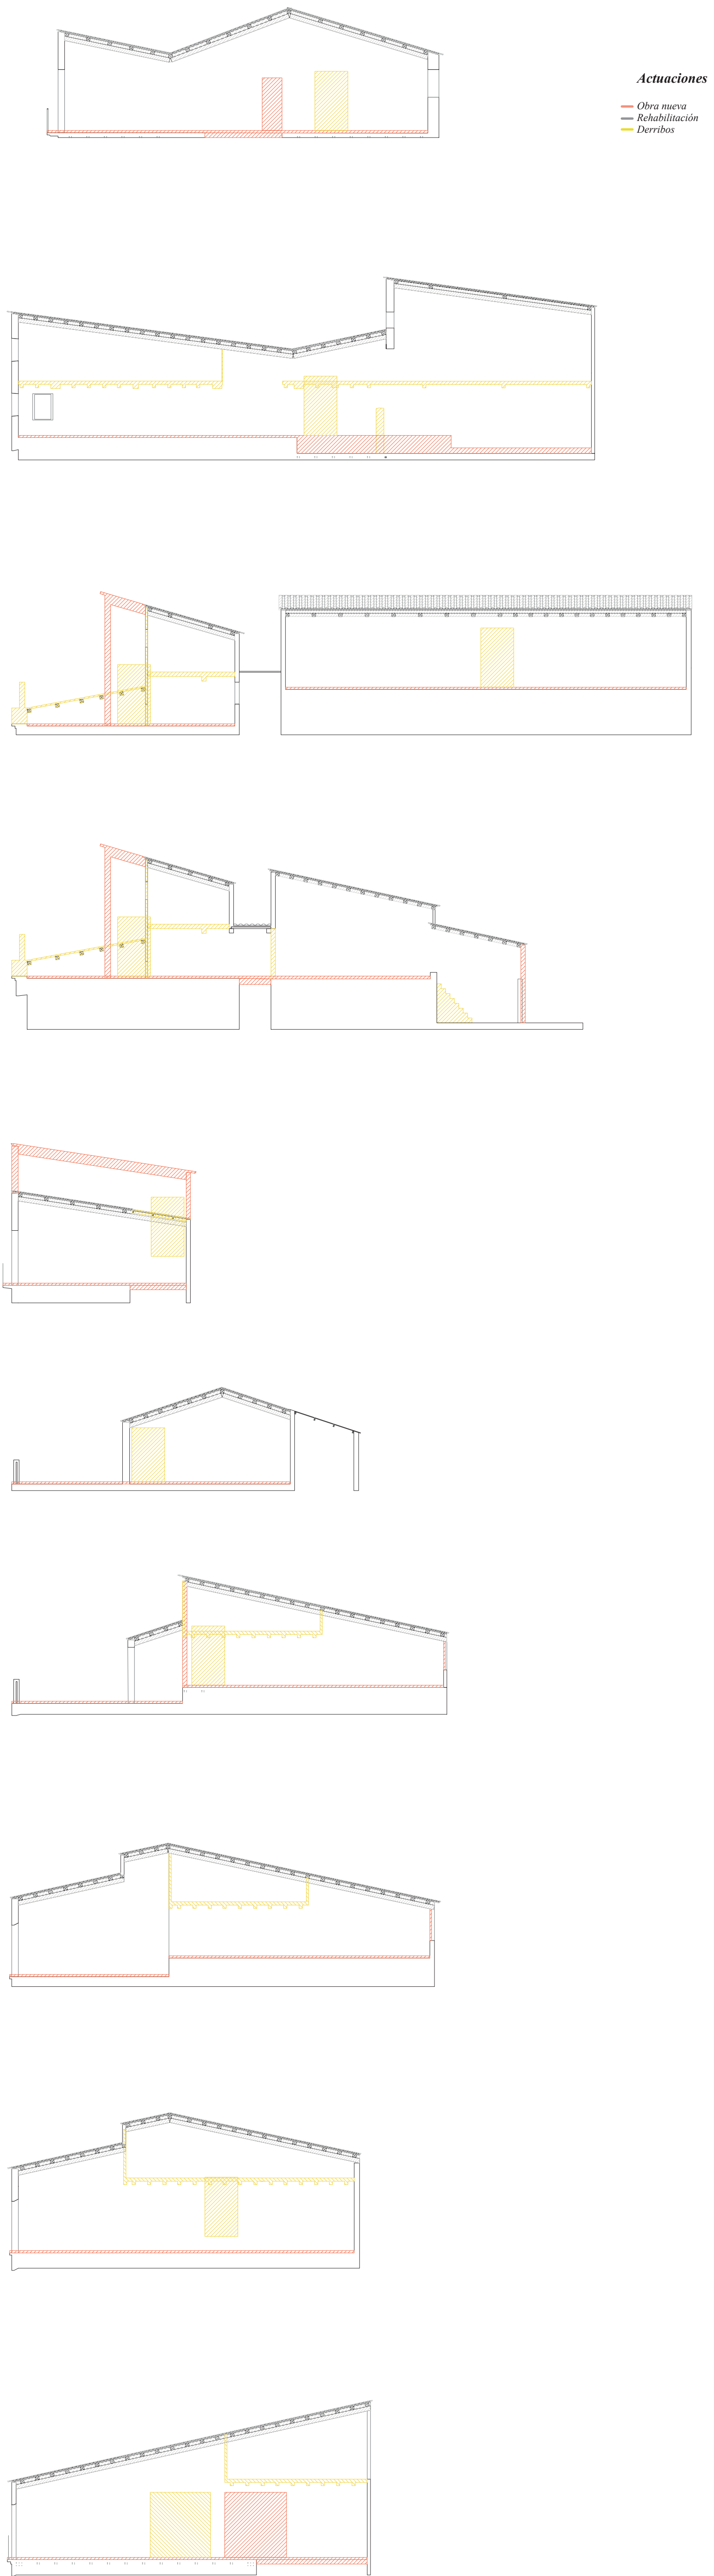 Actuaciones
Obra nueva
Rehabilitación
Derribos